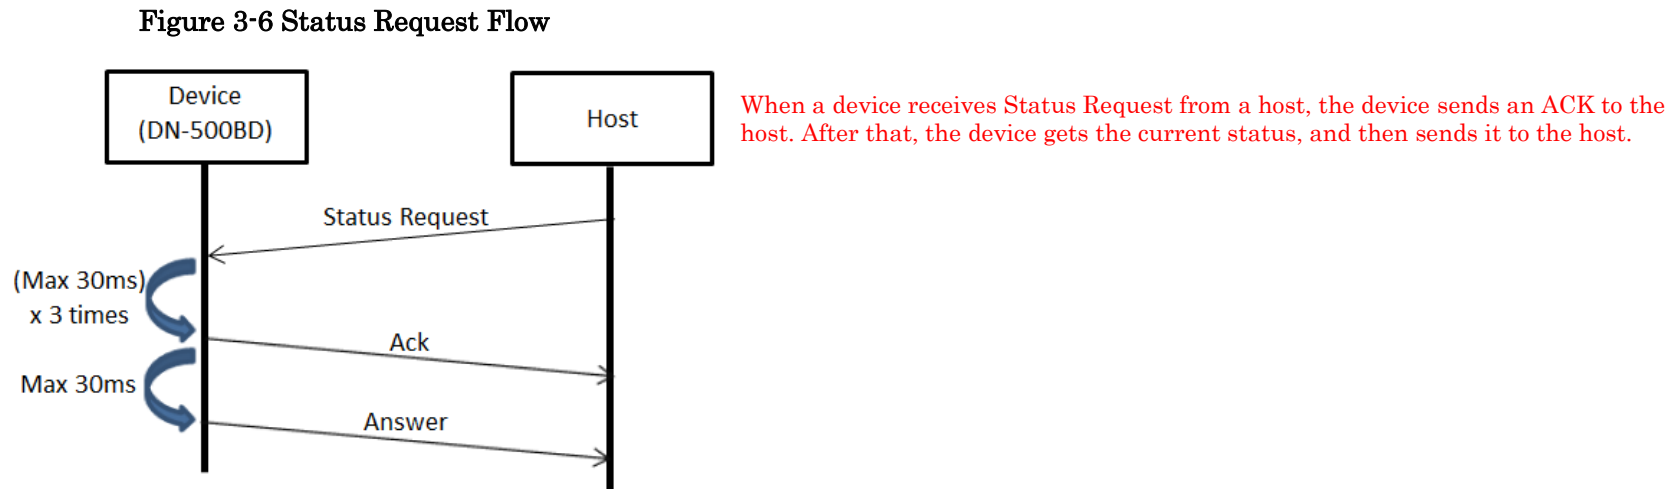 Figure 3-6 Status Request Flow
Device
(DN-500BD)
Host
When a device receives Status Request from a host, the device sends an ACK to the
host. After that, the device gets the current status, and then sends it to the host.
Status Request
(Max 30ms)
x 3 times
Ack
Max 30ms
Answer